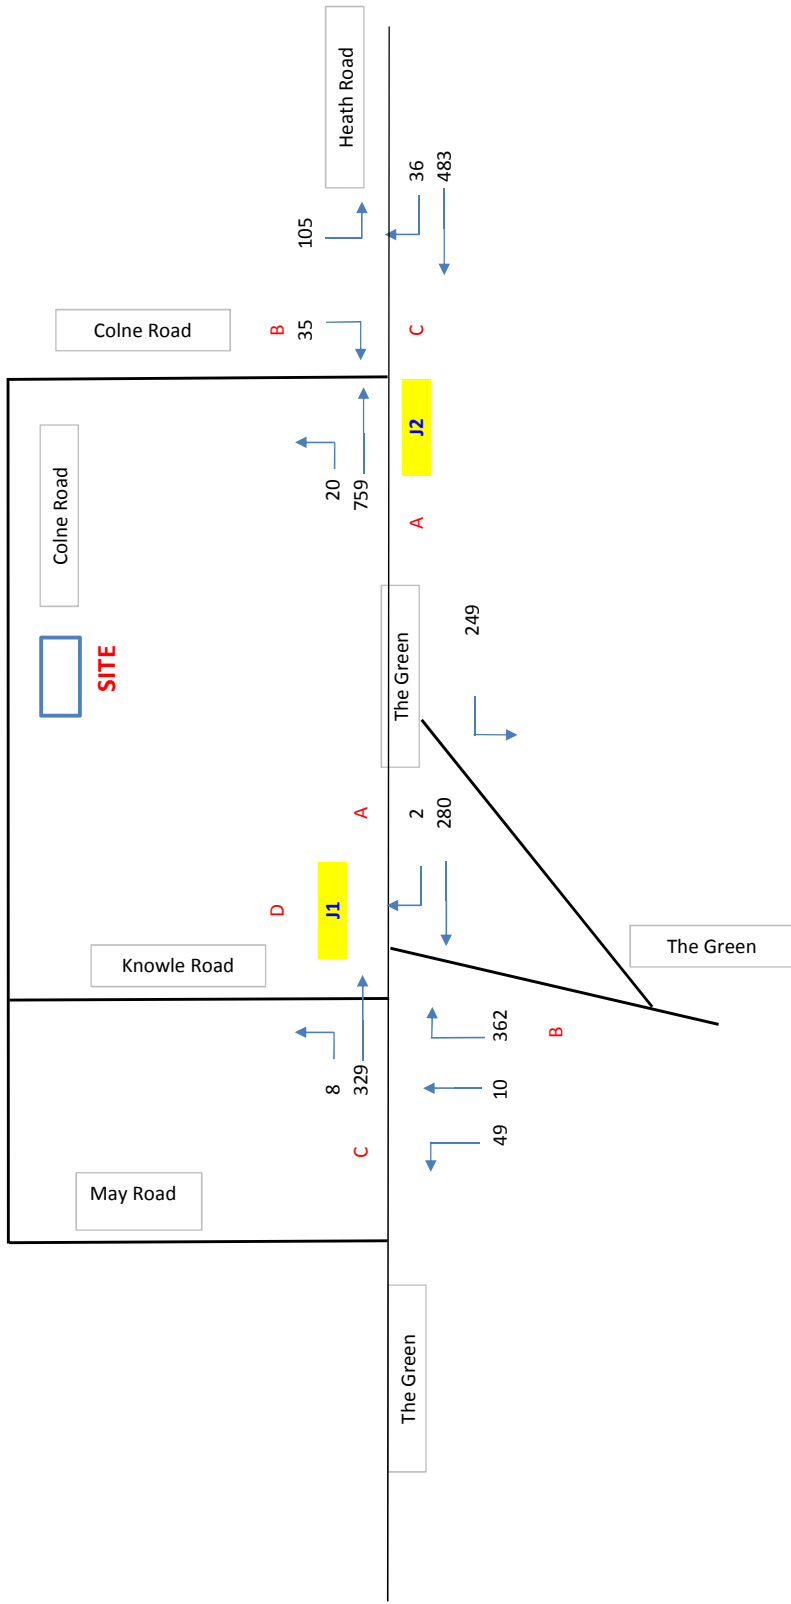 Heath Road
36
483
105
Colne Road
B
35
C
J2
Colne Road
20
759
A
SITE
The Green
249
A
2
280
D
J1
Knowle Road
The Green
8
329
362
B
10
49
C
May Road
The Green